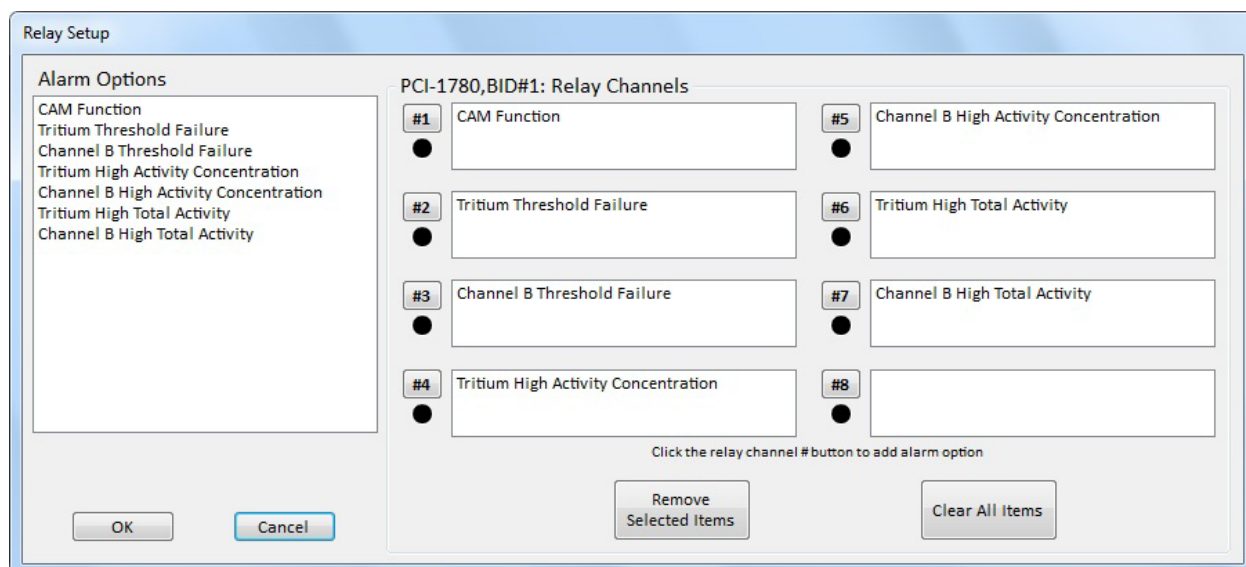 Relay Setup
Alarm Options
CAM Function
Tritium Threshold Failure
Channel B Threshold Failure
Tritium High Activity Concentration
Channel B High Activity Concentration
Tritium High Total Activity
Channel B High Total Activity
OK
Cancel
PCI-1780,BID#1: Relay Channels
#1
CAM Function
#2
Tritium Threshold Failure
#3
Channel B Threshold Failure
#4
Tritium High Activity Concentration
#5
Channel B High Activity Concentration
#6
Tritium High Total Activity
#7
Channel B High Total Activity
#8
Click the relay channel # button to add alarm option
Remove
Selected Items
Clear All Items